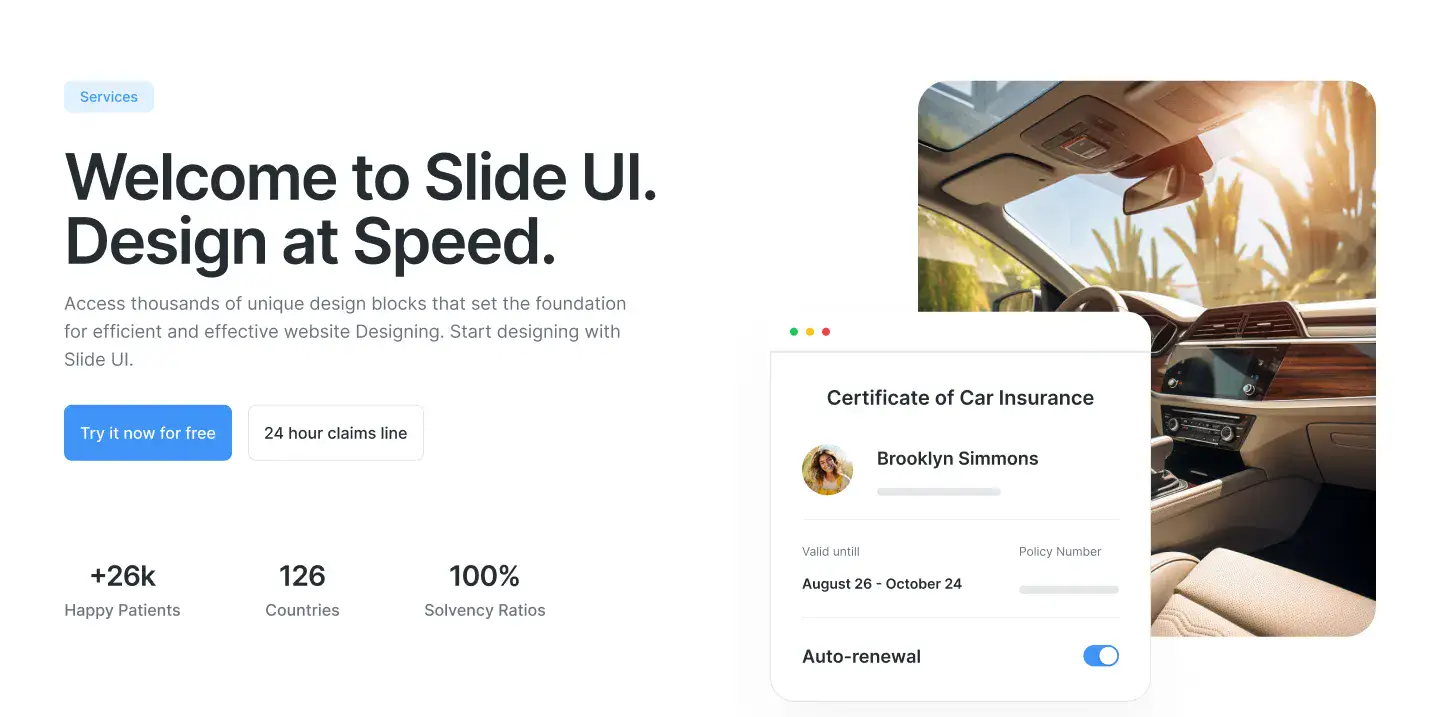 Services
Welcome to Slide UI.
Design at Speed.
Access thousands of unique design blocks that set the foundation
for efficient and effective website Designing. Start designing with
Slide UI.
Try it now for free
24 hour claims line
+26k
Happy Patients
126
Countries
100%
Solvency Ratios
Certificate of Car Insurance
Brooklyn Simmons
Valid untill
August 26 - October 24
Policy Number
Auto-renewal